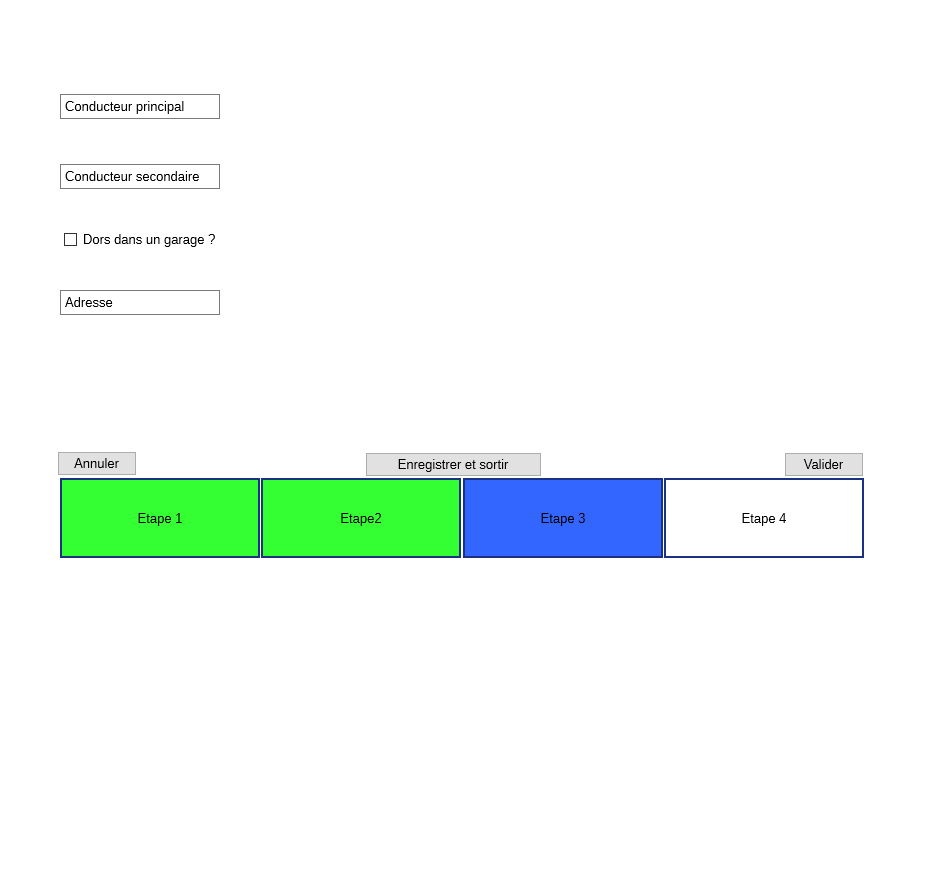 Conducteur principal
Conducteur secondaire
Dors dans un garage ?
Adresse
Annuler
Enregistrer et sortir
Valider
Etape 1
Etape2
Etape 3
Etape 4